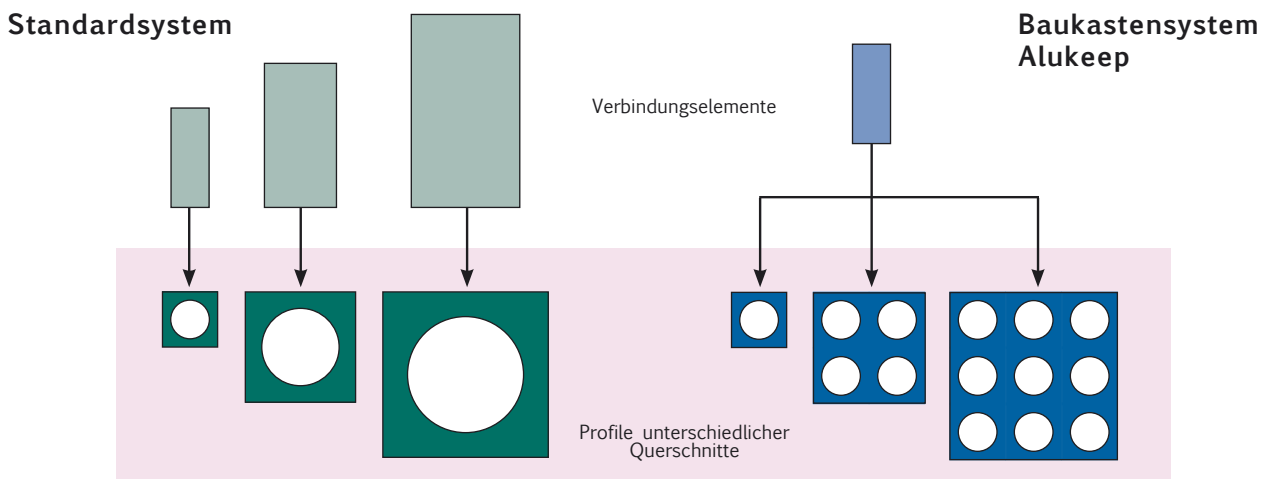 Standardsystem
Baukastensystem
Alukeep
Verbindungselemente
Profile unterschiedlicher
Querschnitte